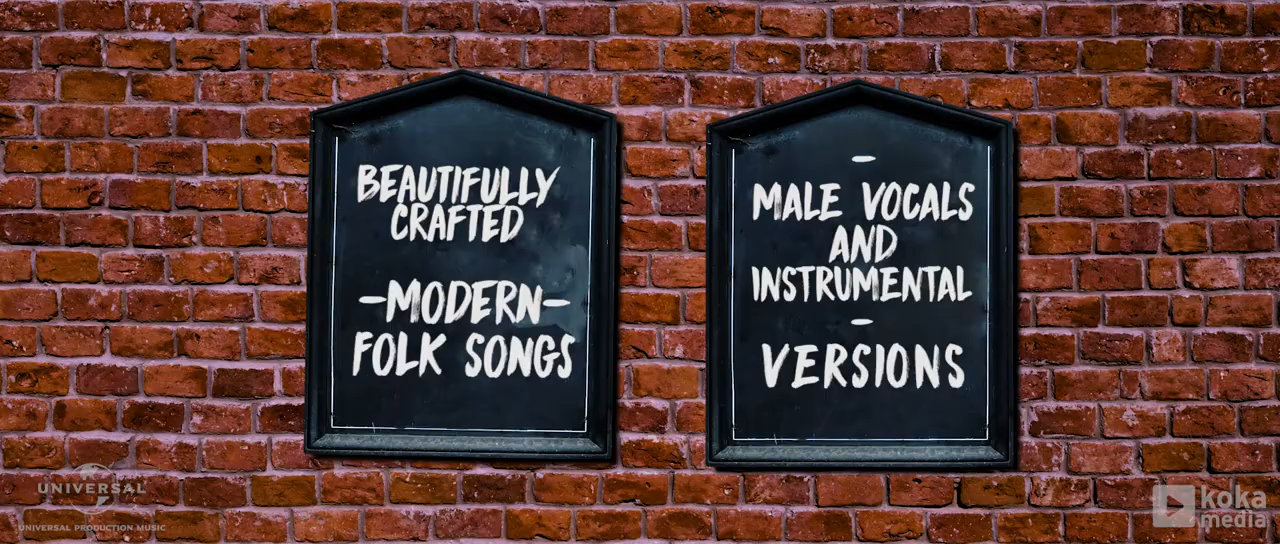 BEAUTIFULLY
CRAFTED
-MODERN-
FOLK SONGS
-
MALE VOCALS
AND
INSTRUMENTAL
-
VERSIONS
UNIVERSAL
UNIVERSAL PRODUCTION MUSIC
koka
media